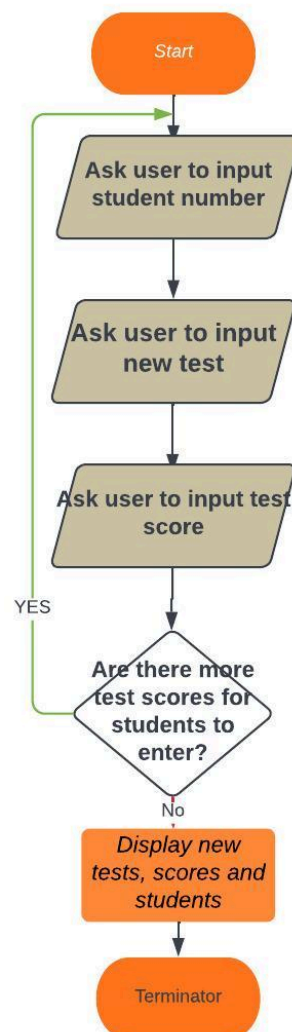 Start
Ask user to input
student number
Ask user to input
new test
Ask user to input test
score
YES
Are there more
test scores for
students to
enter?
No
Display new
tests, scores and
students
Terminator